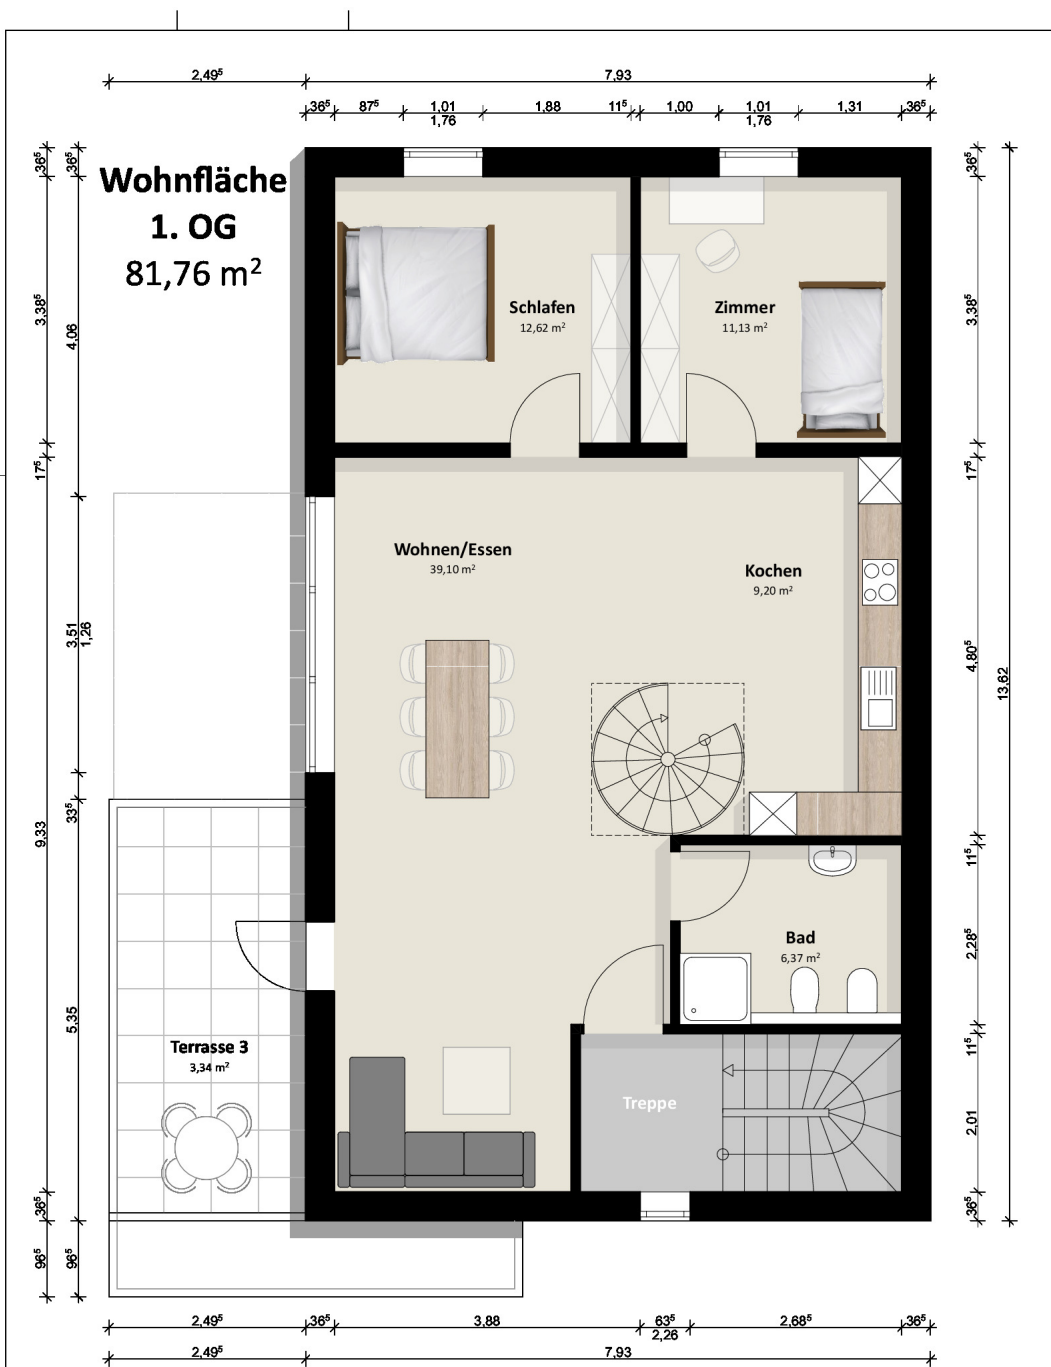 2,49⁵ 7,93
36⁵ 87⁵ 1,01 1,88 11⁵ 1,00 1,01 1,31 36⁵
1,76 1,76
36⁵ 36⁵ 36⁵
Wohnfläche
1. OG
81,76 m²
3,38⁵ 4,06 3,38⁵
Schlafen Zimmer
12,62 m² 11,13 m²
17⁵ 17⁵
Wohnen/Essen
39,10 m²
Kochen
9,20 m²
3,51
1,26
4,80⁵
13,62
9,33
33⁵
11⁵
Bad
6,37 m²
2,28⁵
5,35
Terrasse 3
3,34 m²
11⁵
Treppe
2,01
36⁵ 36⁵
96⁵ 96⁵
2,49⁵ 36⁵ 3,88 63⁵ 2,68⁵ 36⁵
2,26
2,49⁵ 7,93